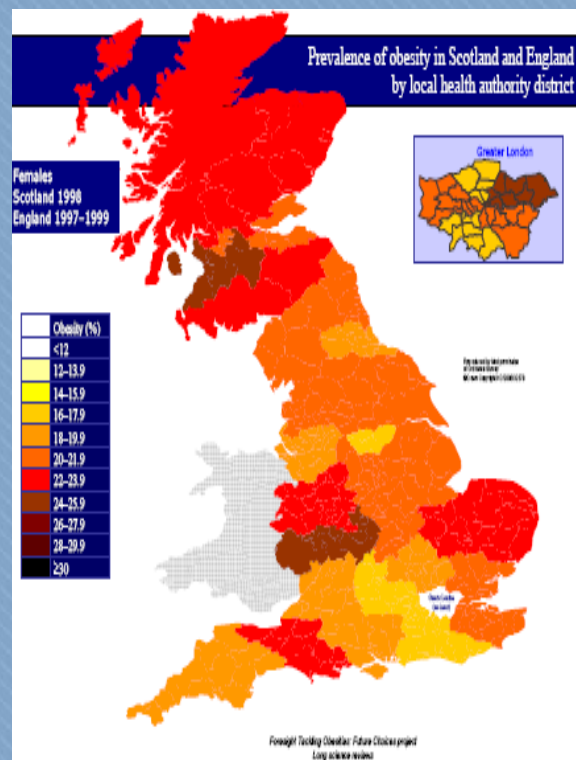 Prevalence of obesity in Scotland and England
by local health authority district
Greater London
Females
Scotland 1998
England 1997–1999
Obesity (%)
<12
12–13.9
14–15.9
16–17.9
18–19.9
20–21.9
22–23.9
24–25.9
26–27.9
28–29.9
≥30
Foresight Tackling Obesities: Future Choices project
Long science reviews